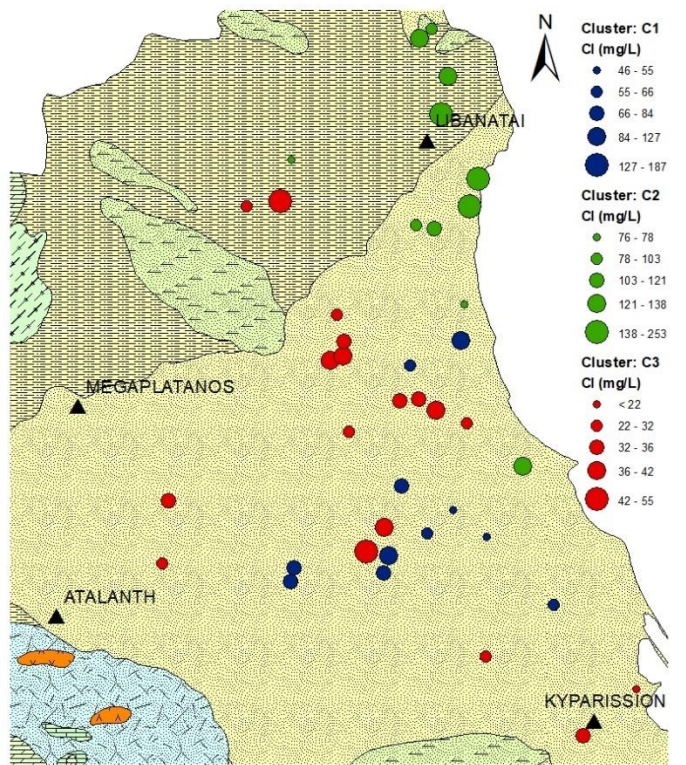 N
LIBANATAI
MEGAPLATANOS
ATALANTH
KYPARISSION
Cluster: C1
Cl (mg/L)
46 - 55
55 - 66
66 - 84
84 - 127
127 - 187
Cluster: C2
Cl (mg/L)
76 - 78
78 - 103
103 - 121
121 - 138
138 - 253
Cluster: C3
Cl (mg/L)
< 22
22 - 32
32 - 36
36 - 42
42 - 55